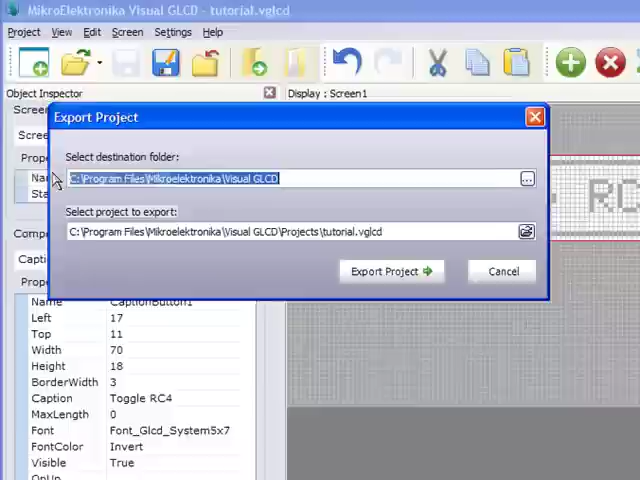 MikroElektronika Visual GLCD - tutorial.vglcd
Project View Edit Screen Settings Help
Object Inspector
Display : Screen1
Export Project
Select destination folder:
C:\Program Files\Mikroelektronika\Visual GLCD
...
Select project to export:
C:\Program Files\Mikroelektronika\Visual GLCD\Projects\tutorial.vglcd
Export Project
Cancel
RC
Name CaptionButton1
Left 17
Top 11
Width 70
Height 18
BorderWidth 3
Caption Toggle RC4
MaxLength 0
Font Font_Glcd_System5x7
FontColor Invert
Visible True
OnUp